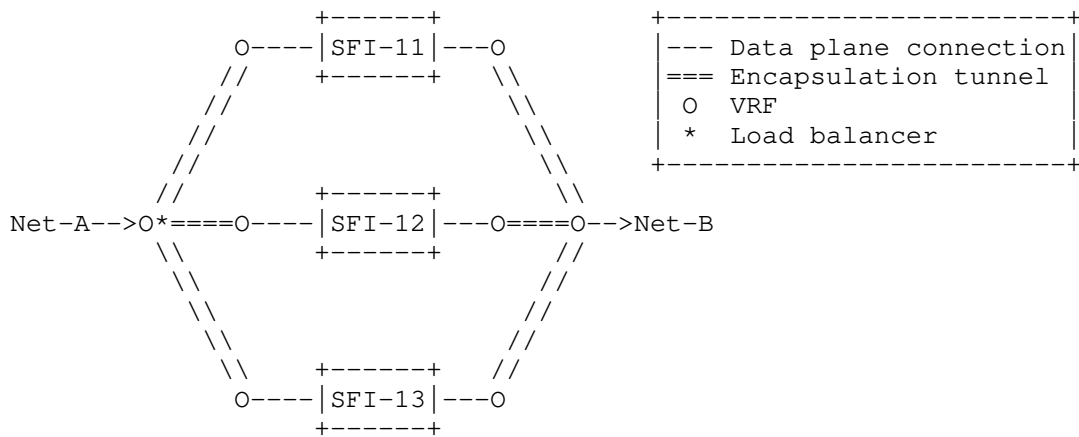 SFI-11
--- Data plane connection
=== Encapsulation tunnel
O VRF
* Load balancer
Net-A-->O*====O----|SFI-12|---O====O-->Net-B
O----|SFI-13|---O